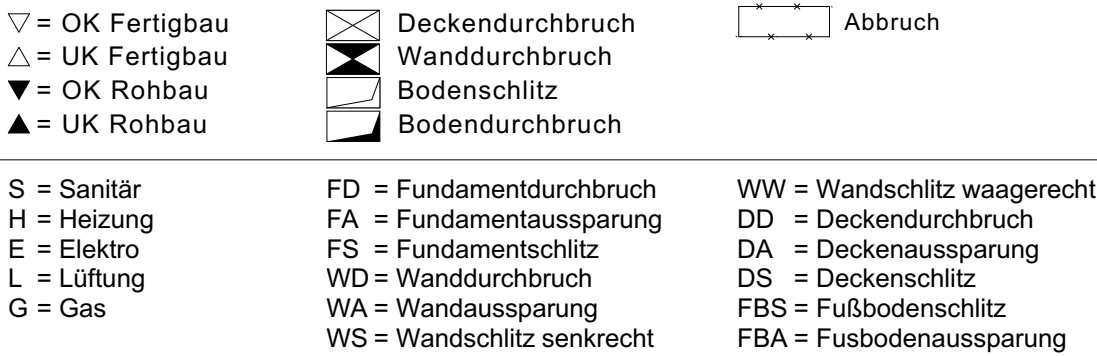 ▽ = OK Fertigbau
△ = UK Fertigbau
▼ = OK Rohbau
▲ = UK Rohbau
Deckendurchbruch
Wanddurchbruch
Bodenschlitz
Bodendurchbruch
Abbruch
S = Sanitär
H = Heizung
E = Elektro
L = Lüftung
G = Gas
FD = Fundamentdurchbruch
FA = Fundamentaussparung
FS = Fundamentschlitz
WD = Wanddurchbruch
WA = Wandaussparung
WS = Wandschlitz senkrecht
WW = Wandschlitz waagerecht
DD = Deckendurchbruch
DA = Deckenaussparung
DS = Deckenschlitz
FBS = Fußbodenschlitz
FBA = Fusbodenaussparung